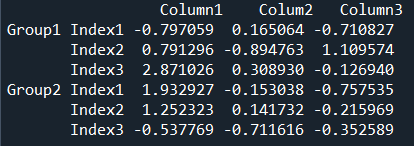 Column1 Colum2 Column3
Group1 Index1 -0.797059 0.165064 -0.710827
Index2 0.791296 -0.894763 1.109574
Index3 2.871026 0.308930 -0.126940
Group2 Index1 1.932927 -0.153038 -0.757535
Index2 1.252323 0.141732 -0.215969
Index3 -0.537769 -0.711616 -0.352589